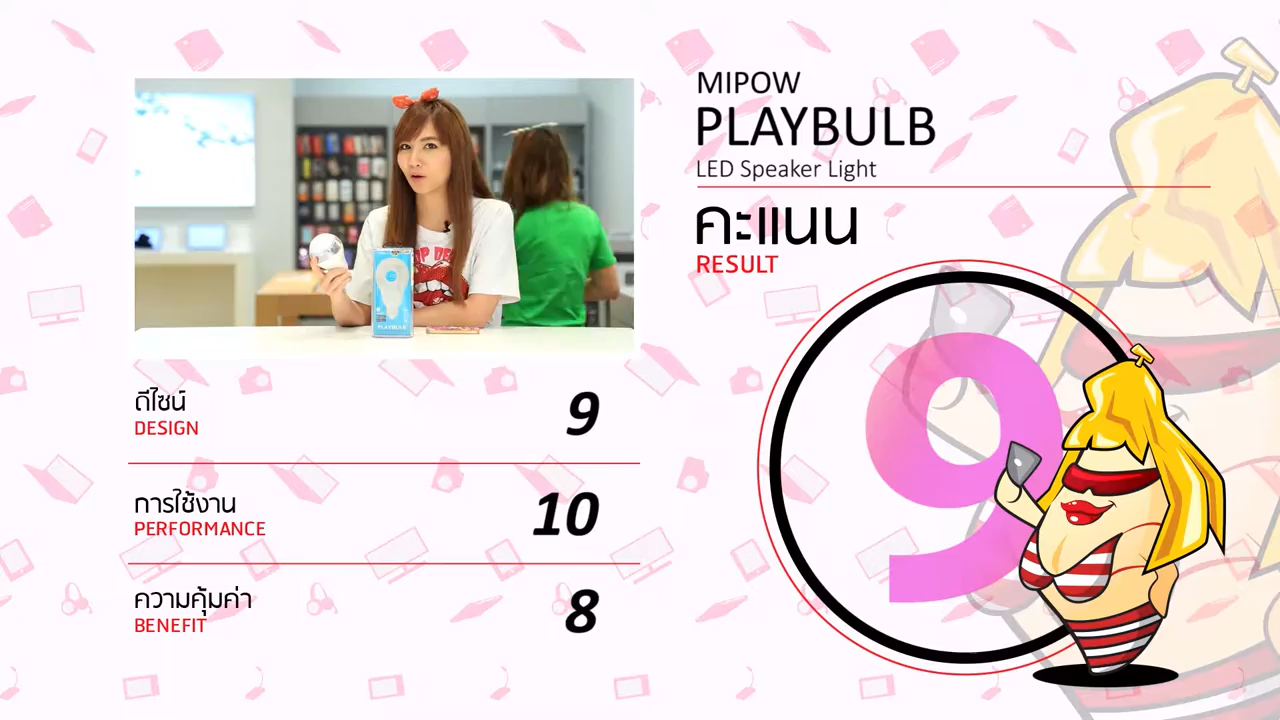 MIPOW
PLAYBULB
LED Speaker Light
คะแนน
RESULT
9
PLAYBULB
ดีไซน์
DESIGN
9
การใช้งาน
PERFORMANCE
10
ความคุ้มค่า
BENEFIT
8